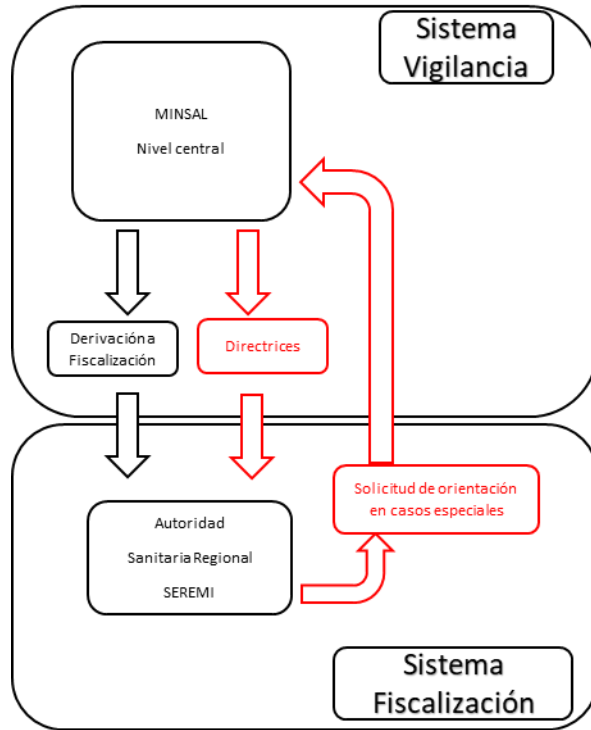 Sistema
Vigilancia
MINSAL
Nivel central
Derivación a
Fiscalización
Directrices
Solicitud de orientación
en casos especiales
Autoridad
Sanitaria Regional
SEREMI
Sistema
Fiscalización